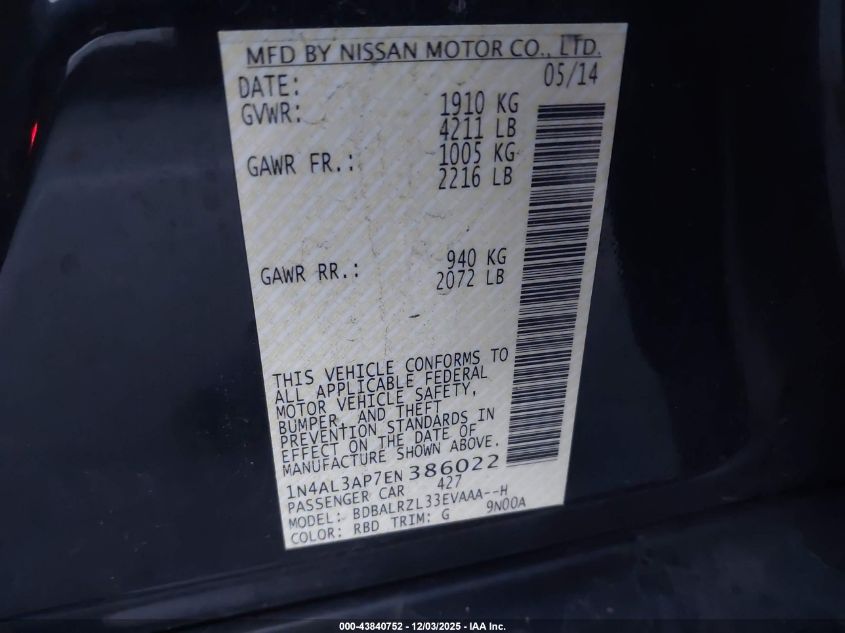 MFD BY NISSAN MOTOR CO., LTD.
DATE: 05/14
GVWR: 1910 KG
4211 LB
GAWR FR.: 1005 KG
2216 LB
GAWR RR.: 940 KG
2072 LB
THIS VEHICLE CONFORMS TO
ALL APPLICABLE FEDERAL
MOTOR VEHICLE SAFETY,
BUMPER, AND THEFT
PREVENTION STANDARDS IN
EFFECT ON THE DATE OF
MANUFACTURE SHOWN ABOVE.
1N4AL3AP7EN 386022
PASSENGER CAR 427
MODEL: BDBALRZL33EVAAA--H
COLOR: RBD TRIM: G 9N00A
000-43840752 - 12/03/2025 - IAA Inc.